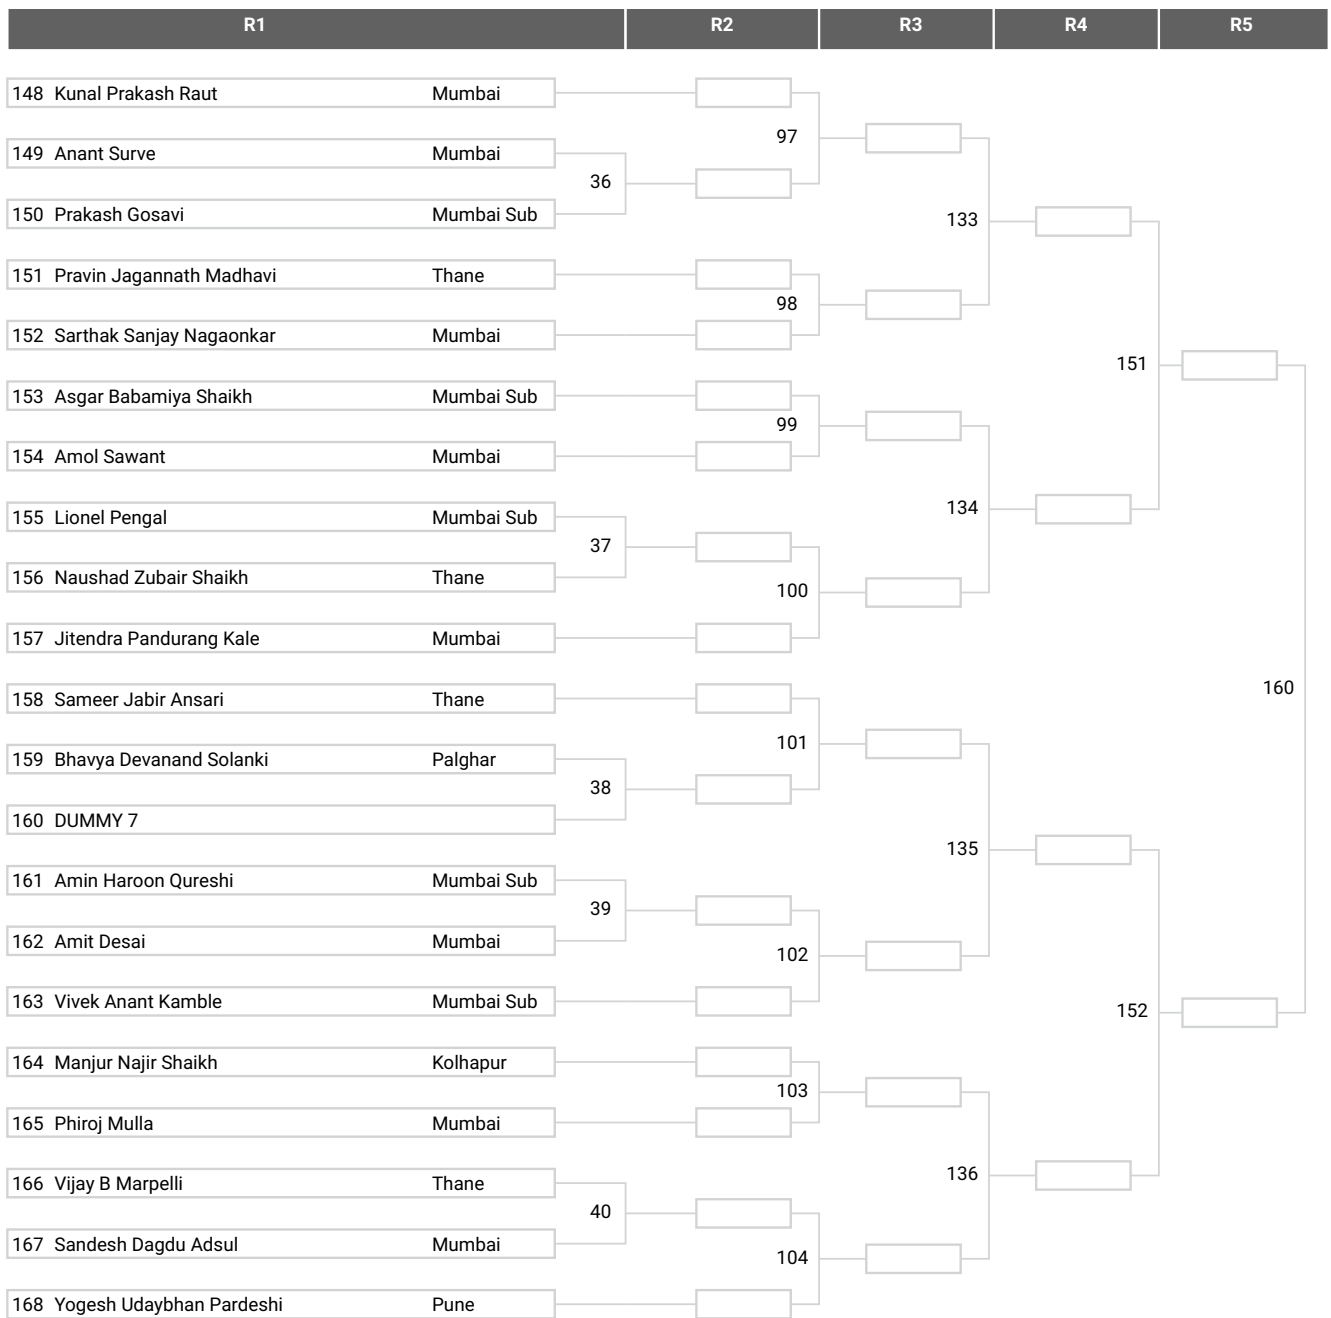 R1 R2 R3 R4 R5
148 Kunal Prakash Raut Mumbai
97
149 Anant Surve Mumbai
36
150 Prakash Gosavi Mumbai Sub
133
151 Pravin Jagannath Madhavi Thane
98
152 Sarthak Sanjay Nagaonkar Mumbai
151
153 Asgar Babamiya Shaikh Mumbai Sub
99
154 Amol Sawant Mumbai
134
155 Lionel Pengal Mumbai Sub
37
156 Naushad Zubair Shaikh Thane
100
157 Jitendra Pandurang Kale Mumbai
160
158 Sameer Jabir Ansari Thane
101
159 Bhavya Devanand Solanki Palghar
38
160 DUMMY 7
135
161 Amin Haroon Qureshi Mumbai Sub
39
162 Amit Desai Mumbai
102
163 Vivek Anant Kamble Mumbai Sub
152
164 Manjur Najir Shaikh Kolhapur
103
165 Phiroj Mulla Mumbai
136
166 Vijay B Marpelli Thane
40
167 Sandesh Dagdu Adsul Mumbai
104
168 Yogesh Udaybhan Pardeshi Pune